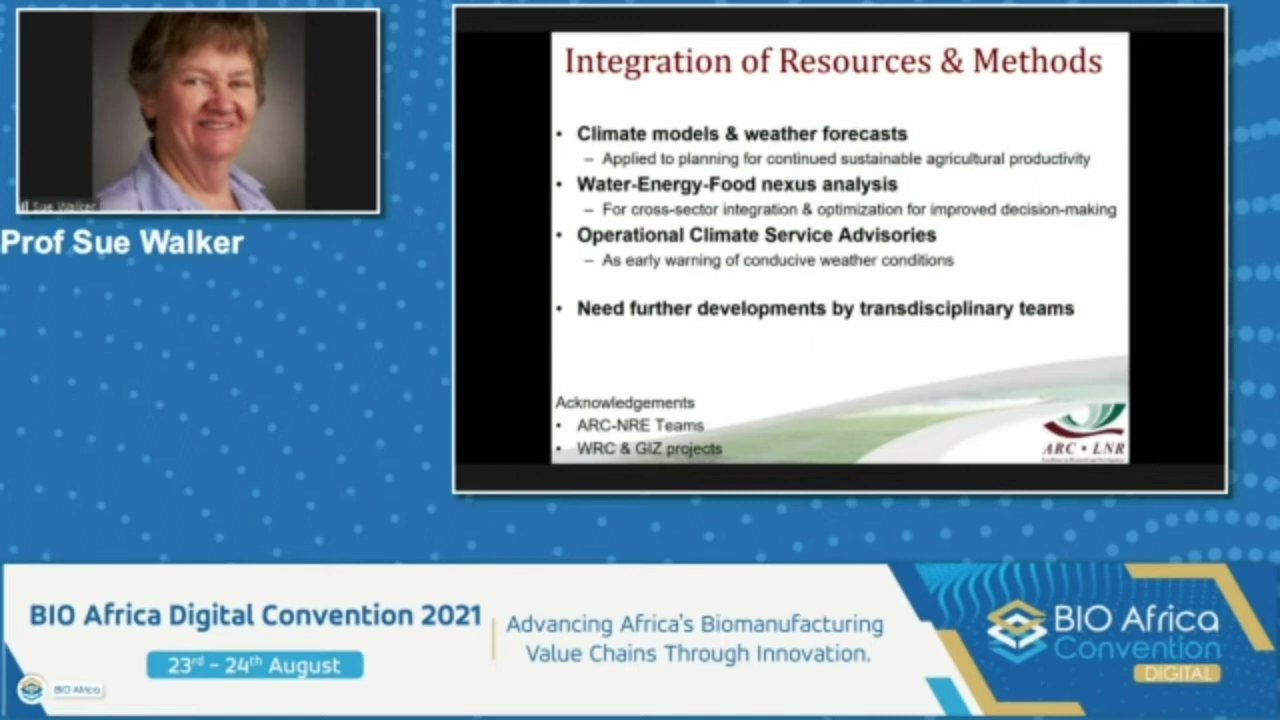 Sue Walker
Prof Sue Walker
Integration of Resources & Methods
• Climate models & weather forecasts
– Applied to planning for continued sustainable agricultural productivity
• Water-Energy-Food nexus analysis
– For cross-sector integration & optimization for improved decision-making
• Operational Climate Service Advisories
– As early warning of conducive weather conditions
• Need further developments by transdisciplinary teams
Acknowledgements
• ARC-NRE Teams
• WRC & GIZ projects
ARC • LNR
BIO Africa Digital Convention 2021
23rd – 24th August
BIO Africa
Advancing Africa's Biomanufacturing
Value Chains Through Innovation.
BIO Africa
Convention
DIGITAL